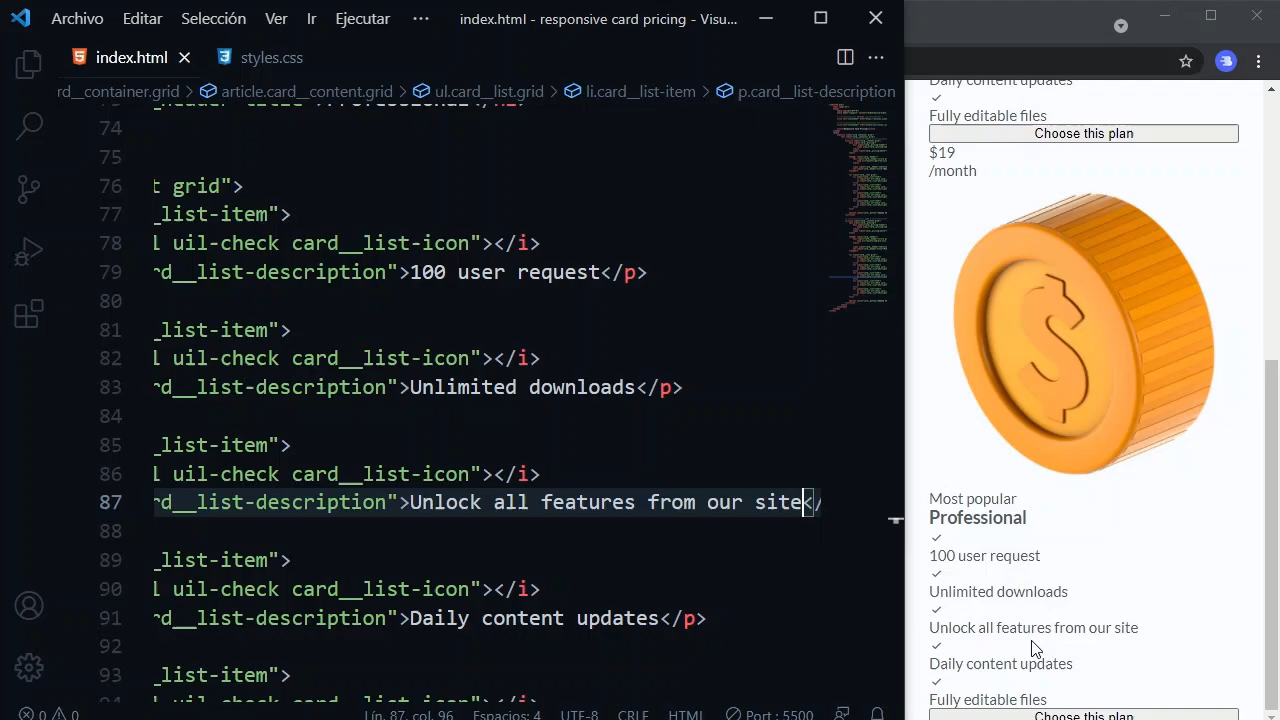 Archivo Editar Selección Ver Ir Ejecutar ··· index.html - responsive card pricing - Visu...
index.html styles.css
rd__container.grid > article.card__content.grid > ul.card__list.grid > li.card__list-item > p.card__list-description
74
75
76 t grid">
77 _list-item">
78 l uil-check card__list-icon"></i>
79 rd__list-description">100 user request</p>
80
81 _list-item">
82 l uil-check card__list-icon"></i>
83 rd__list-description">Unlimited downloads</p>
84
85 _list-item">
86 l uil-check card__list-icon"></i>
87 rd__list-description">Unlock all features from our site</
88
89 _list-item">
90 l uil-check card__list-icon"></i>
91 rd__list-description">Daily content updates</p>
92
93 _list-item">
94 l uil-check card__list-icon"></i>
0 0 Lín. 87, col. 96 Espacios: 4 UTF-8 CRLF HTML Port : 5500
Daily content updates
Fully editable files
Choose this plan
$19
/month
Most popular
Professional
100 user request
Unlimited downloads
Unlock all features from our site
Daily content updates
Fully editable files
Choose this plan